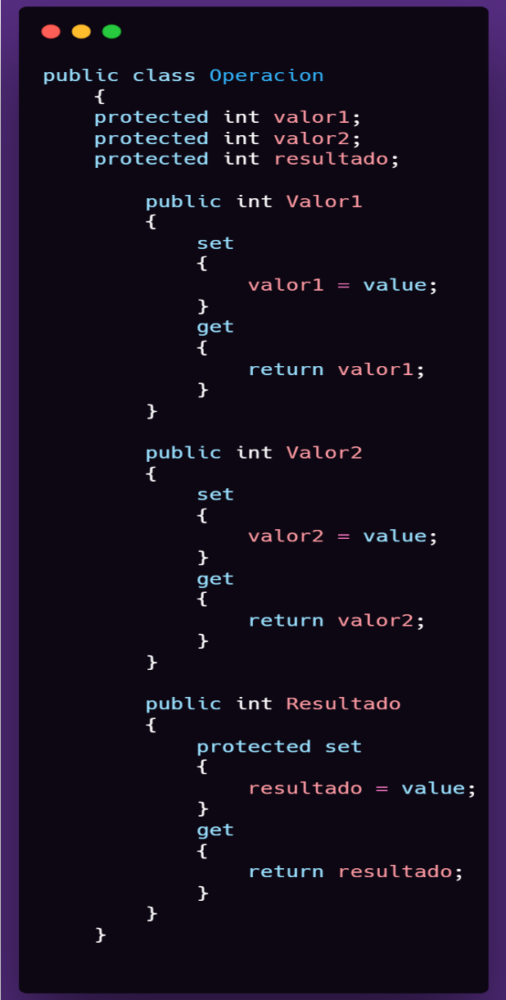 public class Operacion
{
protected int valor1;
protected int valor2;
protected int resultado;
public int Valor1
{
set
{
valor1 = value;
}
get
{
return valor1;
}
}
public int Valor2
{
set
{
valor2 = value;
}
get
{
return valor2;
}
}
public int Resultado
{
protected set
{
resultado = value;
}
get
{
return resultado;
}
}
}